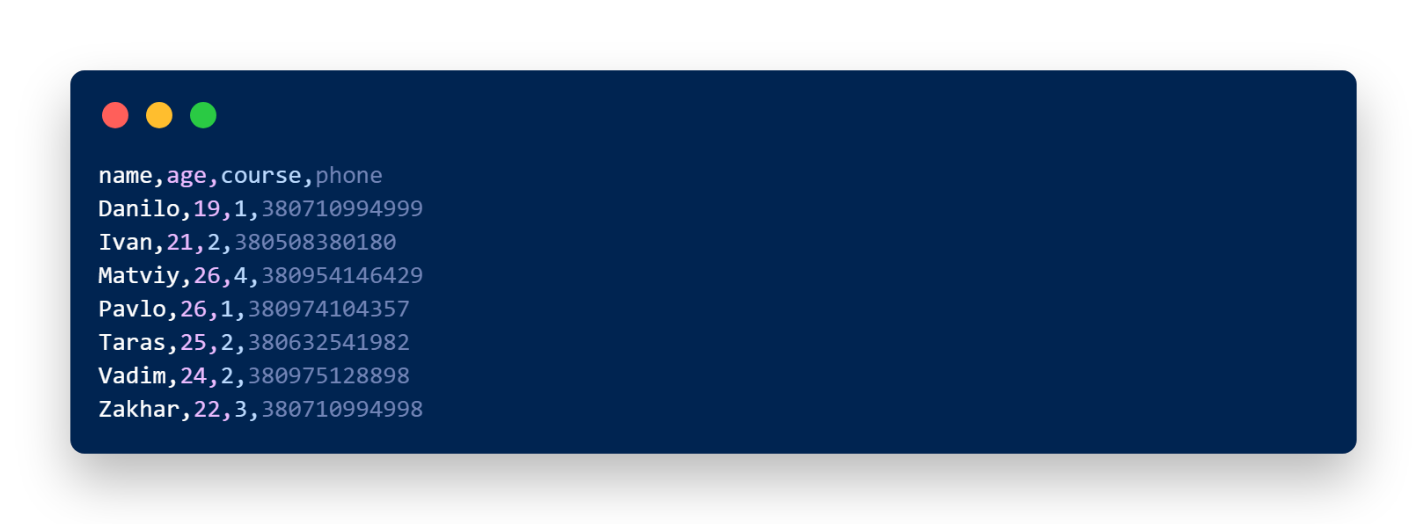 name,age,course,phone
Danilo,19,1,380710994999
Ivan,21,2,380508380180
Matviy,26,4,380954146429
Pavlo,26,1,380974104357
Taras,25,2,380632541982
Vadim,24,2,380975128898
Zakhar,22,3,380710994998